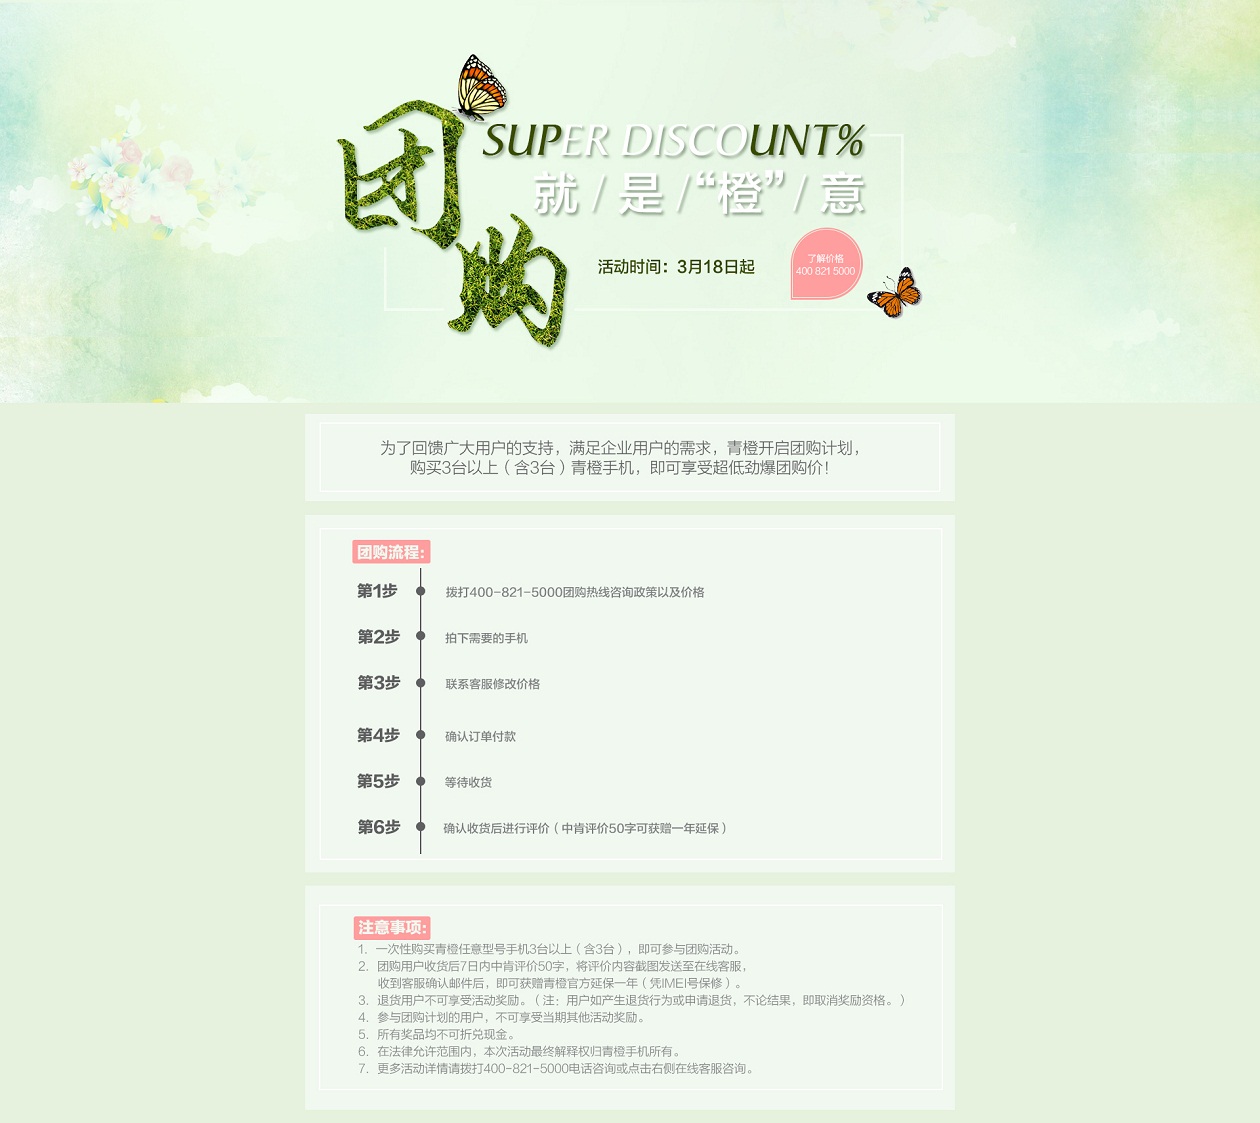 团购
SUPER DISCOUNT%
就/是/“橙”/意
活动时间：3月18日起
了解价格
400 821 5000
为了回馈广大用户的支持，满足企业用户的需求，青橙开启团购计划，
购买3台以上（含3台）青橙手机，即可享受超低劲爆团购价！
团购流程:
第1步 拨打400-821-5000团购热线咨询政策以及价格
第2步 拍下需要的手机
第3步 联系客服修改价格
第4步 确认订单付款
第5步 等待收货
第6步 确认收货后进行评价（中肯评价50字可获赠一年延保）
注意事项:
1. 一次性购买青橙任意型号手机3台以上（含3台），即可参与团购活动。
2. 团购用户收货后7日内中肯评价50字，将评价内容截图发送至在线客服，
收到客服确认邮件后，即可获赠青橙官方延保一年（凭IMEI号保修）。
3. 退货用户不可享受活动奖励。（注：用户如产生退货行为或申请退货，不论结果，即取消奖励资格。）
4. 参与团购计划的用户，不可享受当期其他活动奖励。
5. 所有奖品均不可折兑现金。
6. 在法律允许范围内，本次活动最终解释权归青橙手机所有。
7. 更多活动详情请拨打400-821-5000电话咨询或点击右侧在线客服咨询。